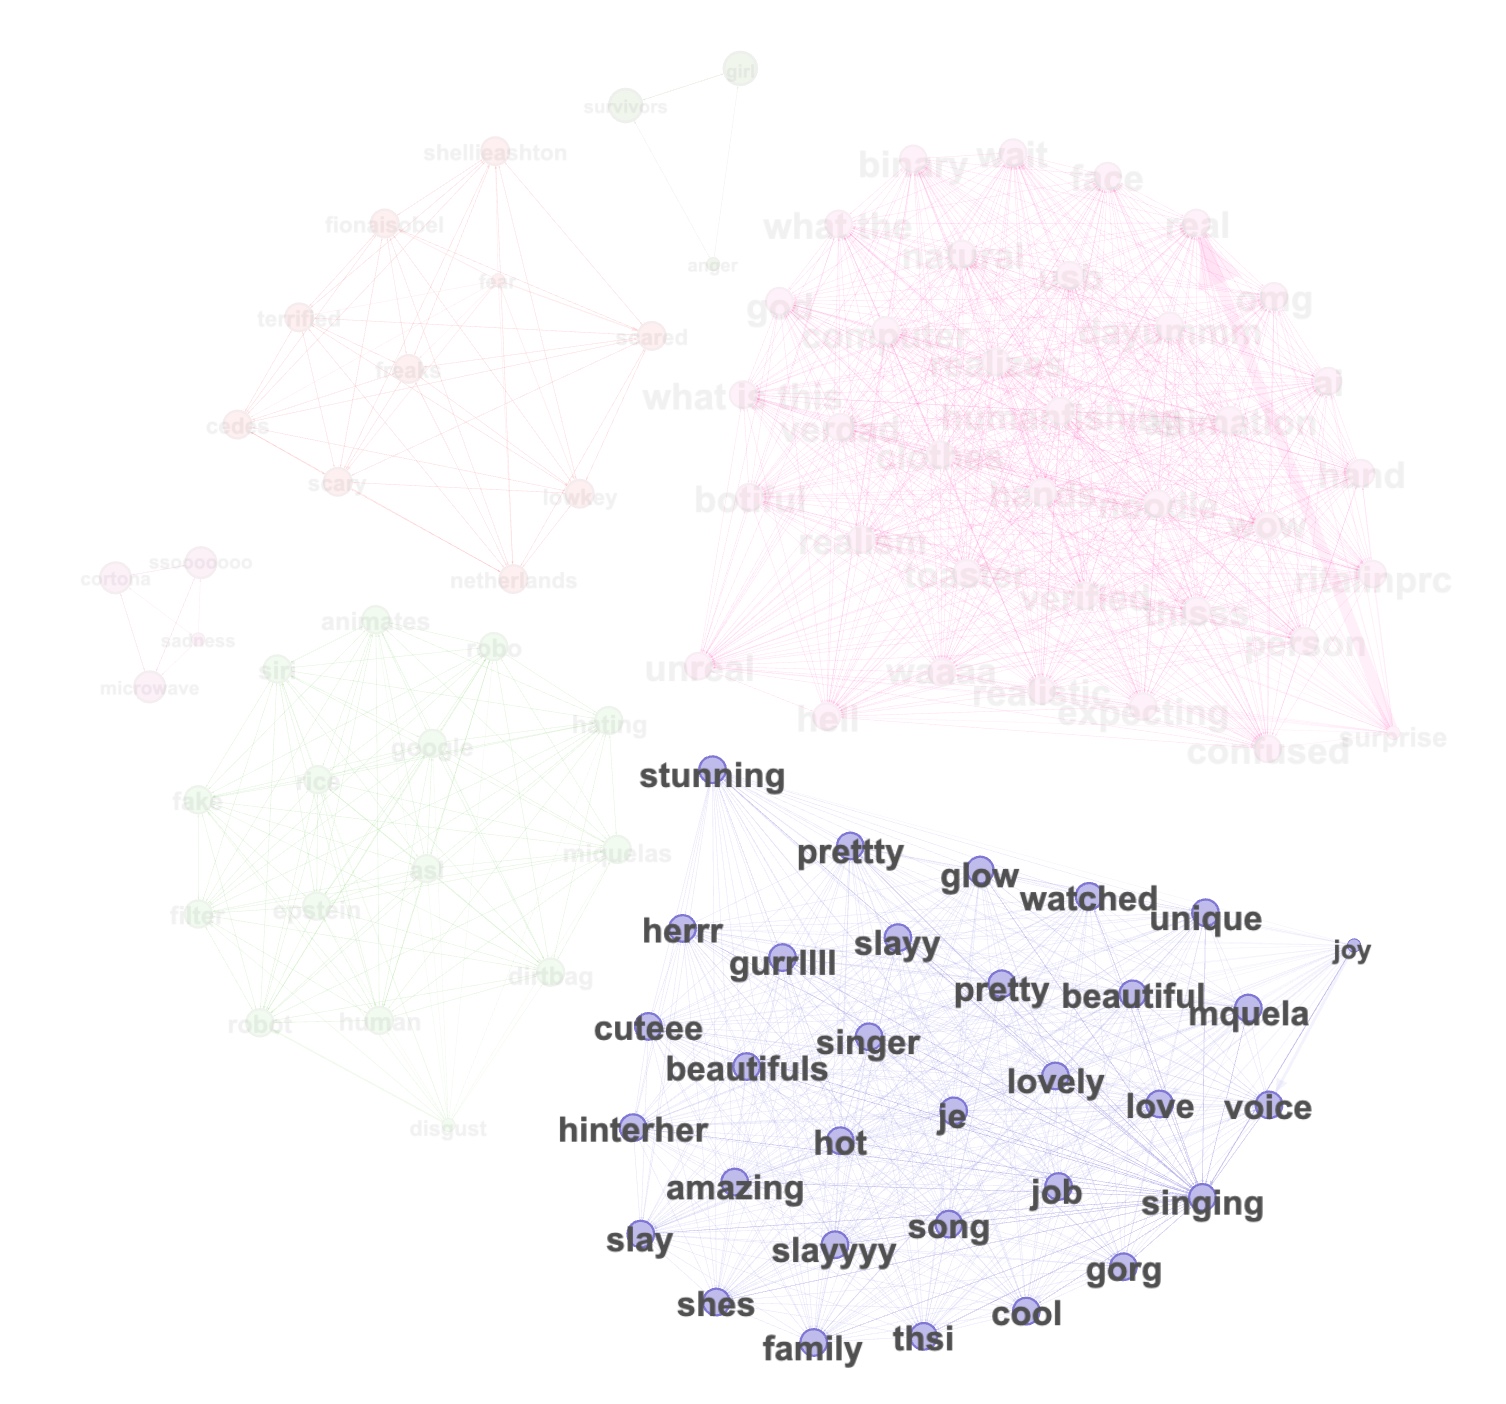 girl
survivors
anger
shellieashton
fionaisobel
fear
terrified
scared
freaks
cedes
scary
lowkey
netherlands
binary
wait
face
what the
real
natural
usb
god
omg
computer
dayummm
realizes
what is this
ai
verdad
humanfishing
animation
clothes
hand
botiful
hands
noodle
wow
realism
toaster
ritalinprc
verified
thisss
person
unreal
waaaa
realistic
hell
expecting
confused
surprise
cortona
ssooooooo
sadness
microwave
animates
robo
siri
google
hating
rice
fake
asl
miquelas
filter
epstein
dirtbag
robot
human
disgust
stunning
prettty
glow
watched
unique
herrr
slayy
joy
gurrllll
pretty
beautiful
mquela
cuteee
singer
beautifuls
lovely
love
voice
hinterher
je
hot
amazing
job
singing
slay
song
slayyyy
gorg
shes
cool
family
thsi